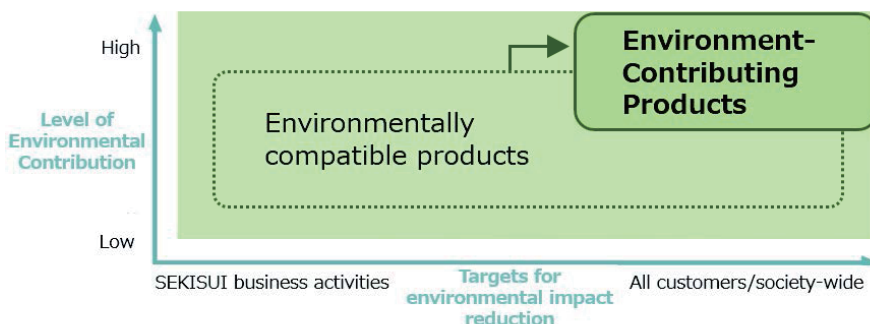 High
Environment-
Contributing
Products
Level of
Environmental
Contribution
Environmentally
compatible products
Low
SEKISUI business activities
Targets for
environmental impact
reduction
All customers/society-wide